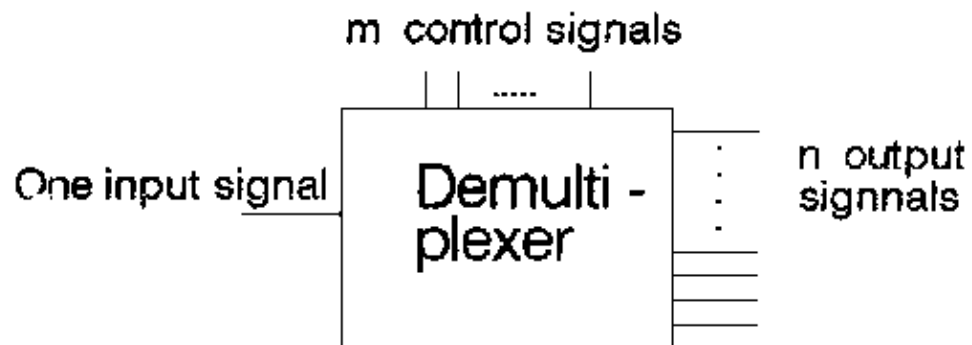 m control signals
One input signal
Demulti -
plexer
n output
signnals